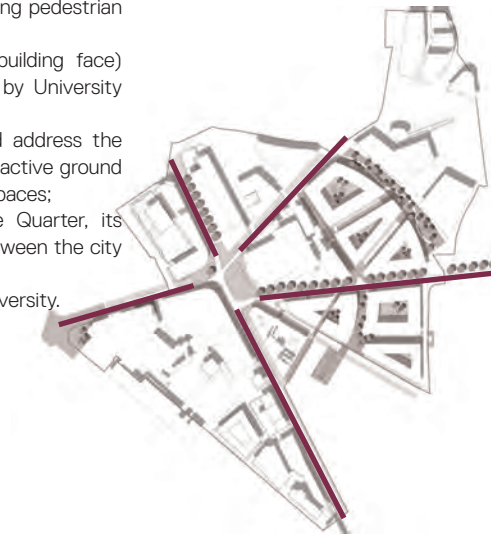 ng pedestrian
building face)
by University
d address the
active ground
paces;
e Quarter, its
ween the city
versity.